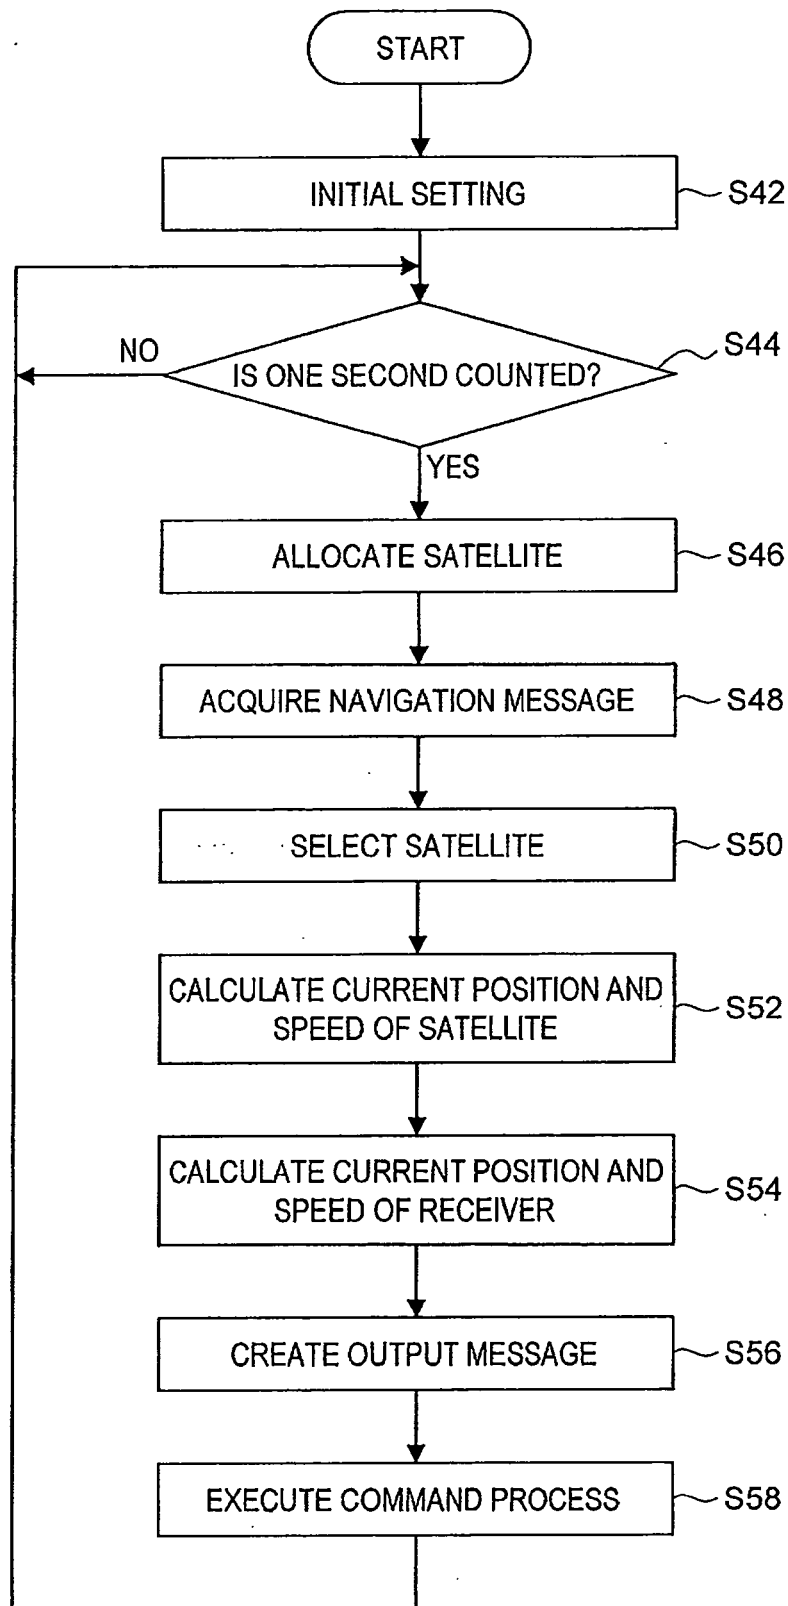 START
INITIAL SETTING
S42
NO
IS ONE SECOND COUNTED?
S44
YES
ALLOCATE SATELLITE
S46
ACQUIRE NAVIGATION MESSAGE
S48
SELECT SATELLITE
S50
CALCULATE CURRENT POSITION AND
SPEED OF SATELLITE
S52
CALCULATE CURRENT POSITION AND
SPEED OF RECEIVER
S54
CREATE OUTPUT MESSAGE
S56
EXECUTE COMMAND PROCESS
S58